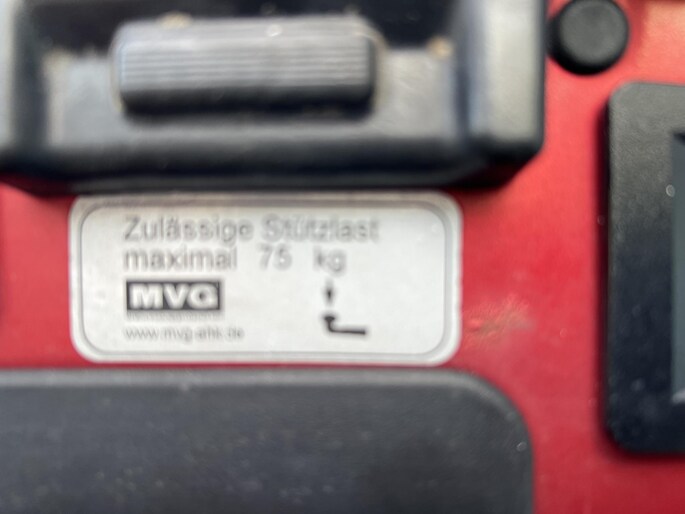 Zulässige Stützlast
maximal 75 kg
MVG
www.mvg-ahk.de